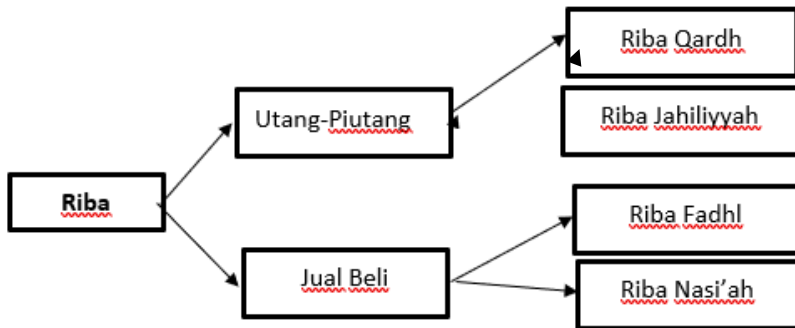 Riba
Utang-Piutang
Jual Beli
Riba Qardh
Riba Jahiliyyah
Riba Fadhl
Riba Nasi’ah